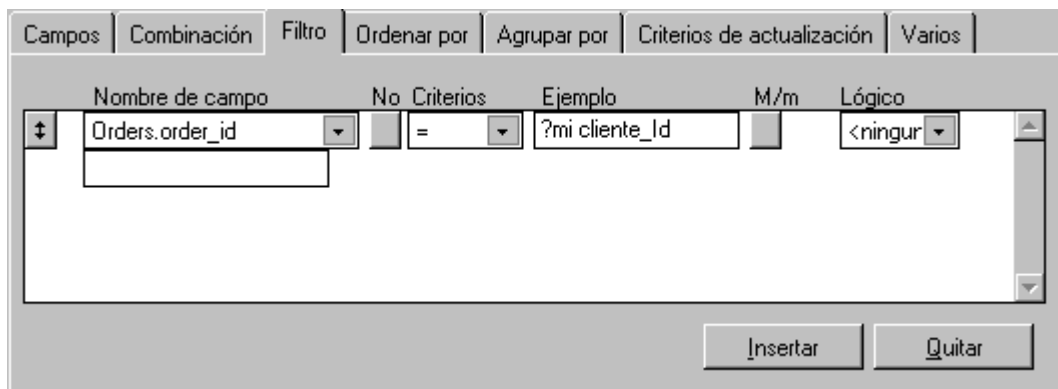 Campos Combinación Filtro Ordenar por Agrupar por Criterios de actualización Varios
Nombre de campo No Criterios Ejemplo M/m Lógico
Orders.order_id = ?mi cliente_Id <ningur
Insertar Quitar